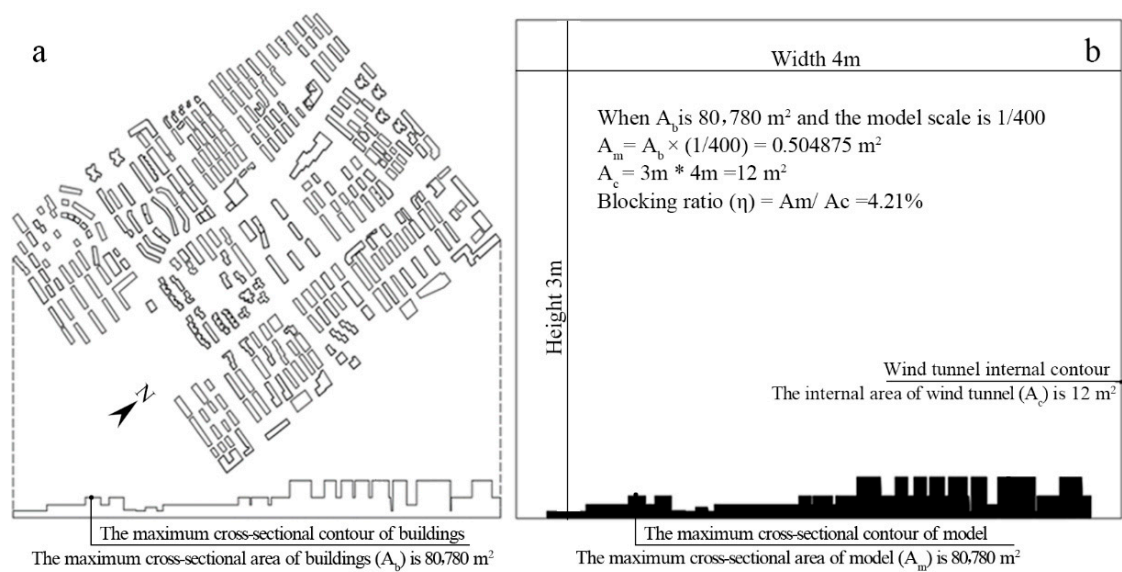 a
b
Width 4m
When A_b is 80,780 m²  and the model scale is 1/400
A_m = A_b × (1/400) = 0.504875 m²
A_c = 3m * 4m =12 m²
Blocking ratio (η) = Am/ Ac =4.21%
Height 3m
N
Wind tunnel internal contour
The internal area of wind tunnel (A_c) is 12 m²
The maximum cross-sectional contour of buildings
The maximum cross-sectional area of buildings (A_b) is 80,780 m²
The maximum cross-sectional contour of model
The maximum cross-sectional area of model (A_m) is 80,780 m²